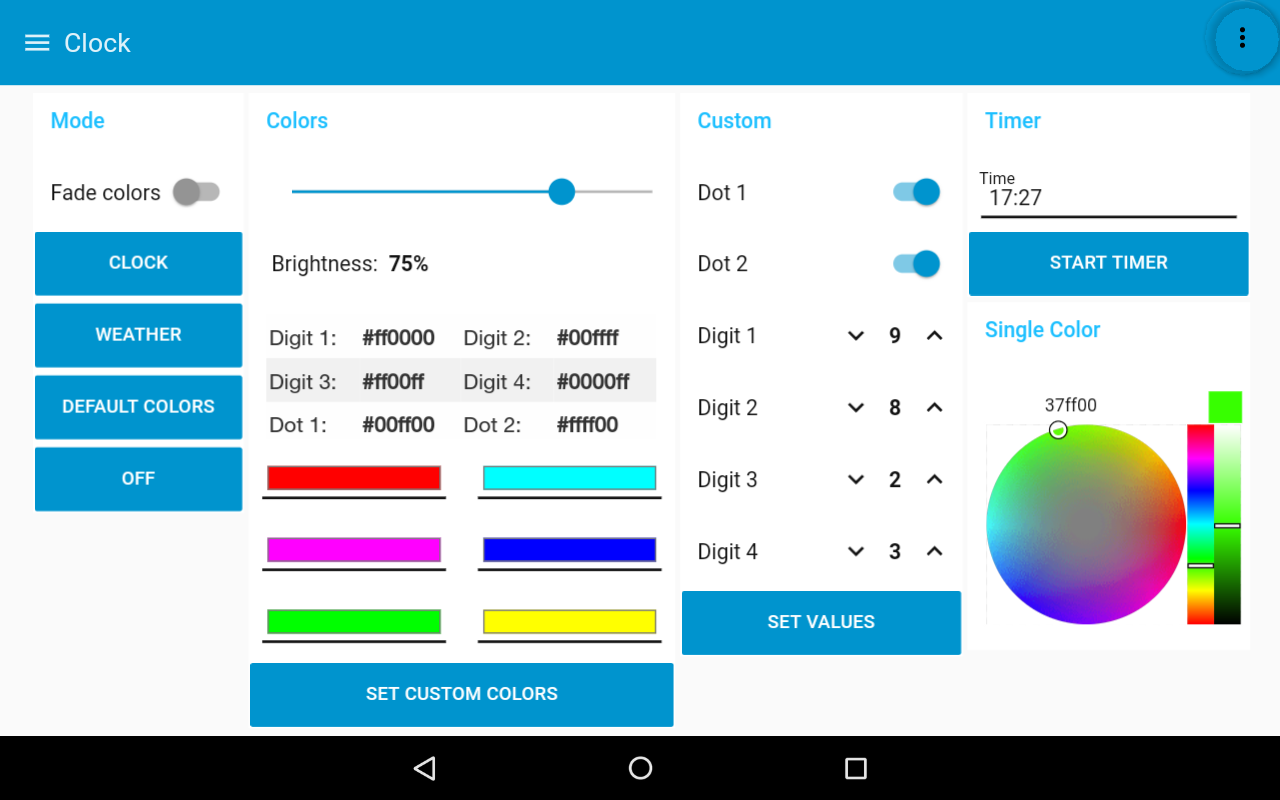 Clock
Mode
Fade colors
CLOCK
WEATHER
DEFAULT COLORS
OFF
Colors
Brightness: 75%
Digit 1: #ff0000 Digit 2: #00ffff
Digit 3: #ff00ff Digit 4: #0000ff
Dot 1: #00ff00 Dot 2: #ffff00
SET CUSTOM COLORS
Custom
Dot 1
Dot 2
Digit 1 9
Digit 2 8
Digit 3 2
Digit 4 3
SET VALUES
Timer
Time
17:27
START TIMER
Single Color
37ff00